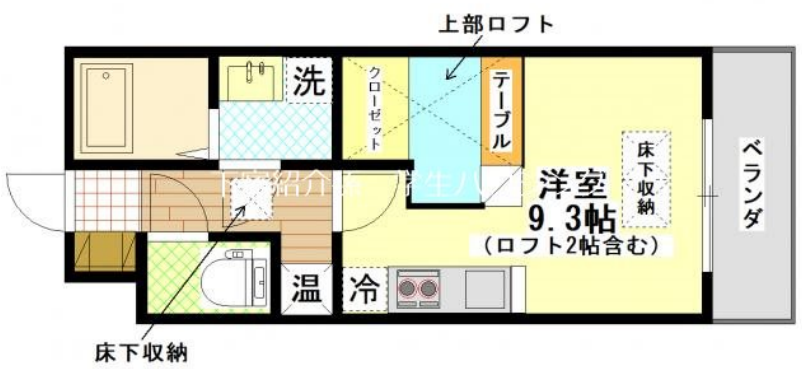 上部ロフト
洗
クローゼット
テーブル
床下収納
ベランダ
洋室
9.3帖
(ロフト2帖含む)
温
冷
床下収納